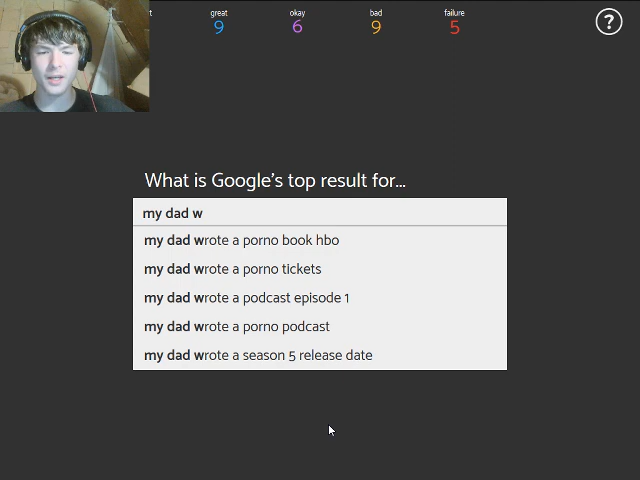 t great okay bad failure
9 6 9 5
?
What is Google's top result for...
my dad w
my dad wrote a porno book hbo
my dad wrote a porno tickets
my dad wrote a podcast episode 1
my dad wrote a porno podcast
my dad wrote a season 5 release date